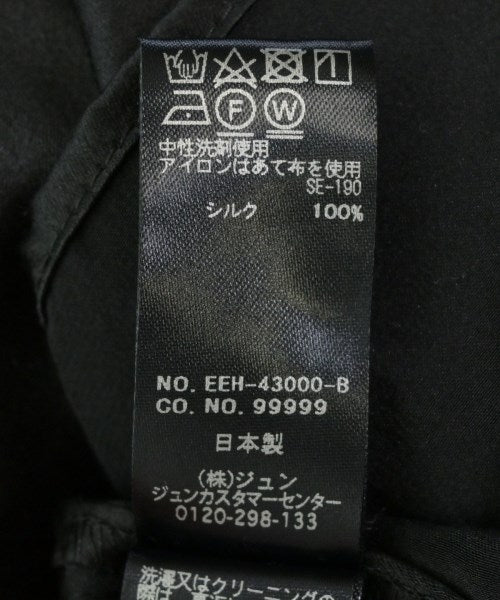 F W
中性洗剤使用
アイロンはあて布を使用
SE-190
シルク 100%
NO. EEH-43000-B
CO. NO. 99999
日本製
(株)ジュン
ジュンカスタマーセンター
0120-298-133
洗濯又はクリーニングの
際は、